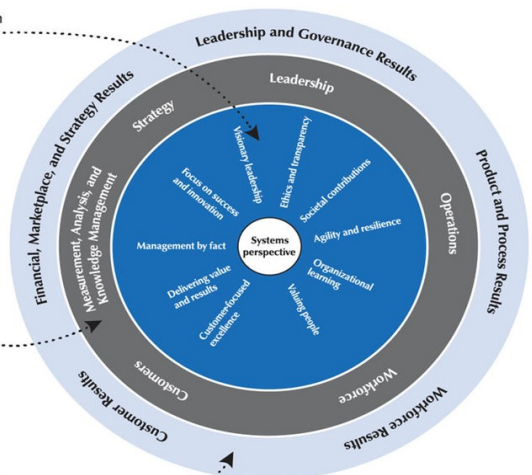 Leadership and Governance Results
Product and Process Results
Workforce Results
Customer Results
Financial, Marketplace, and Strategy Results
Leadership
Operations
Workforce
Customers
Measurement, Analysis, and
Knowledge Management
Strategy
Visionary leadership
Ethics and transparency
Societal contributions
Agility and resilience
Organizational
learning
Valuing people
Customer-focused
excellence
Delivering value
and results
Management by fact
Focus on success
and innovation
Systems
perspective